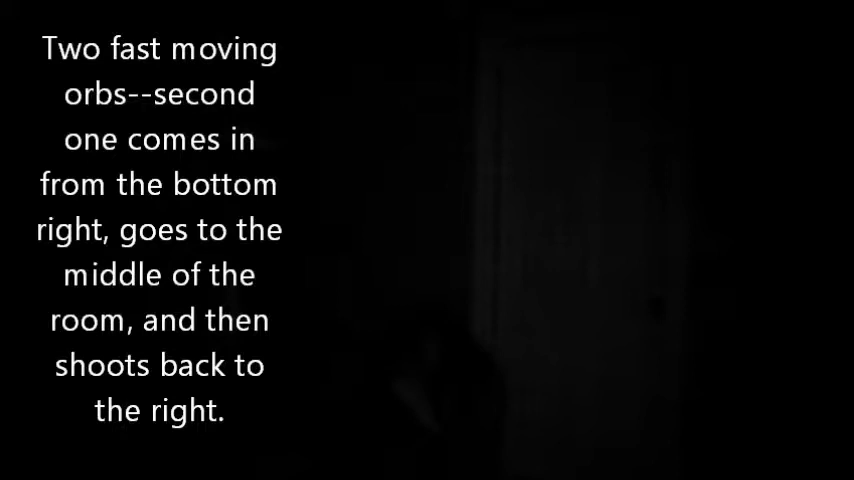 Two fast moving
orbs--second
one comes in
from the bottom
right, goes to the
middle of the
room, and then
shoots back to
the right.